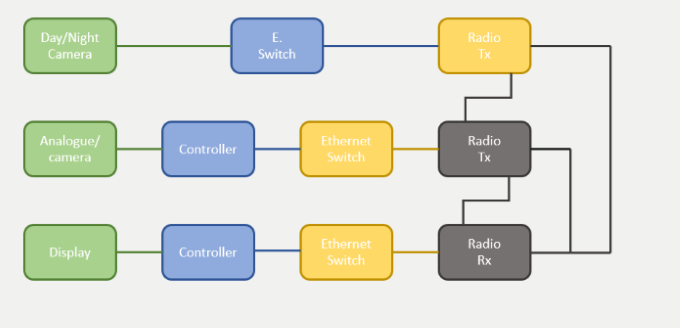 Day/Night
Camera
E.
Switch
Radio
Tx
Analogue/
camera
Controller
Ethernet
Switch
Radio
Tx
Display
Controller
Ethernet
Switch
Radio
Rx